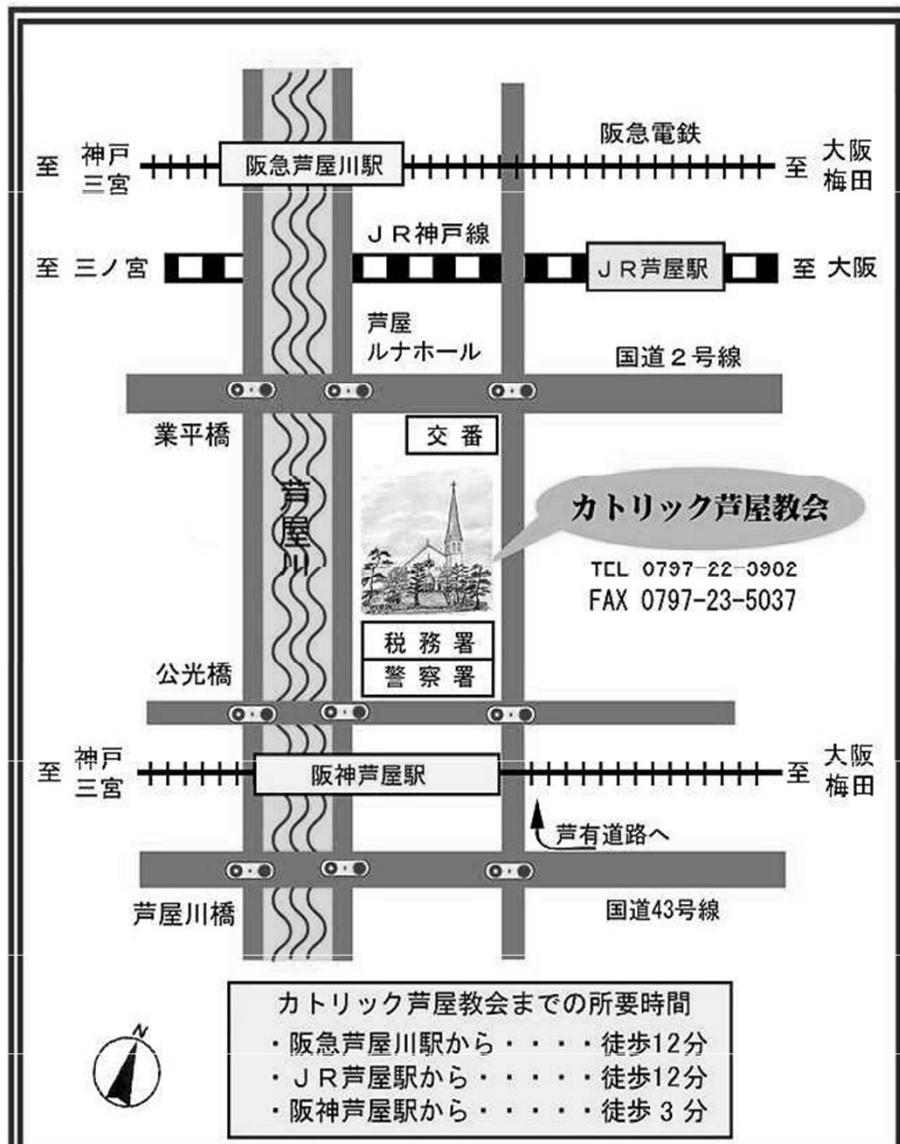 阪急電鉄
至 神戸三宮
阪急芦屋川駅
至 大阪梅田
JR神戸線
至 三ノ宮
JR芦屋駅
至 大阪
芦屋
ルナホール
国道2号線
業平橋
交番
芦屋川
カトリック芦屋教会
TEL 0797-22-0902
FAX 0797-23-5037
税務署
警察署
公光橋
至 神戸三宮
阪神芦屋駅
至 大阪梅田
芦有道路へ
芦屋川橋
国道43号線
N
カトリック芦屋教会までの所要時間
・阪急芦屋川駅から・・・・徒歩12分
・JR芦屋駅から・・・・・徒歩12分
・阪神芦屋駅から・・・・・徒歩3分